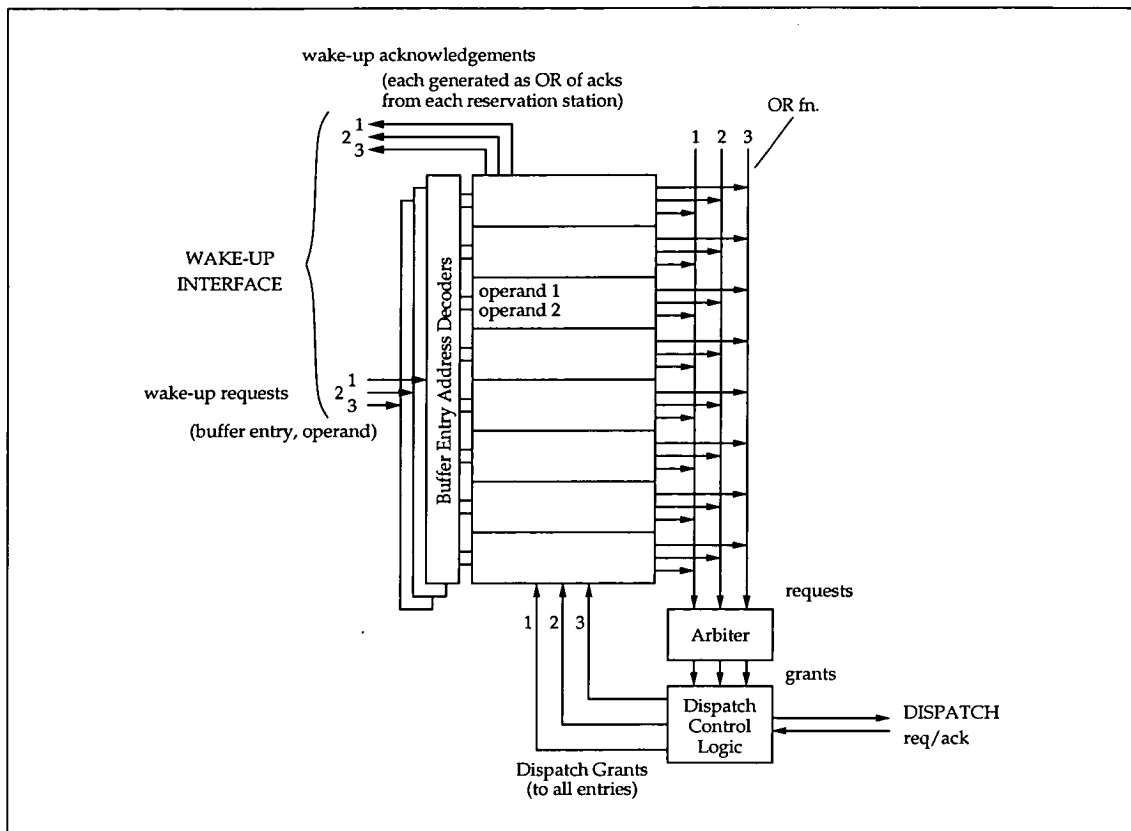 wake-up acknowledgements
(each generated as OR of acks
from each reservation station)
OR fn.
1
2
3
1 2 3
WAKE-UP
INTERFACE
Buffer Entry Address Decoders
operand 1
operand 2
wake-up requests
1
2
3
(buffer entry, operand)
requests
1 2 3
Arbiter
grants
Dispatch
Control
Logic
DISPATCH
req/ack
Dispatch Grants
(to all entries)